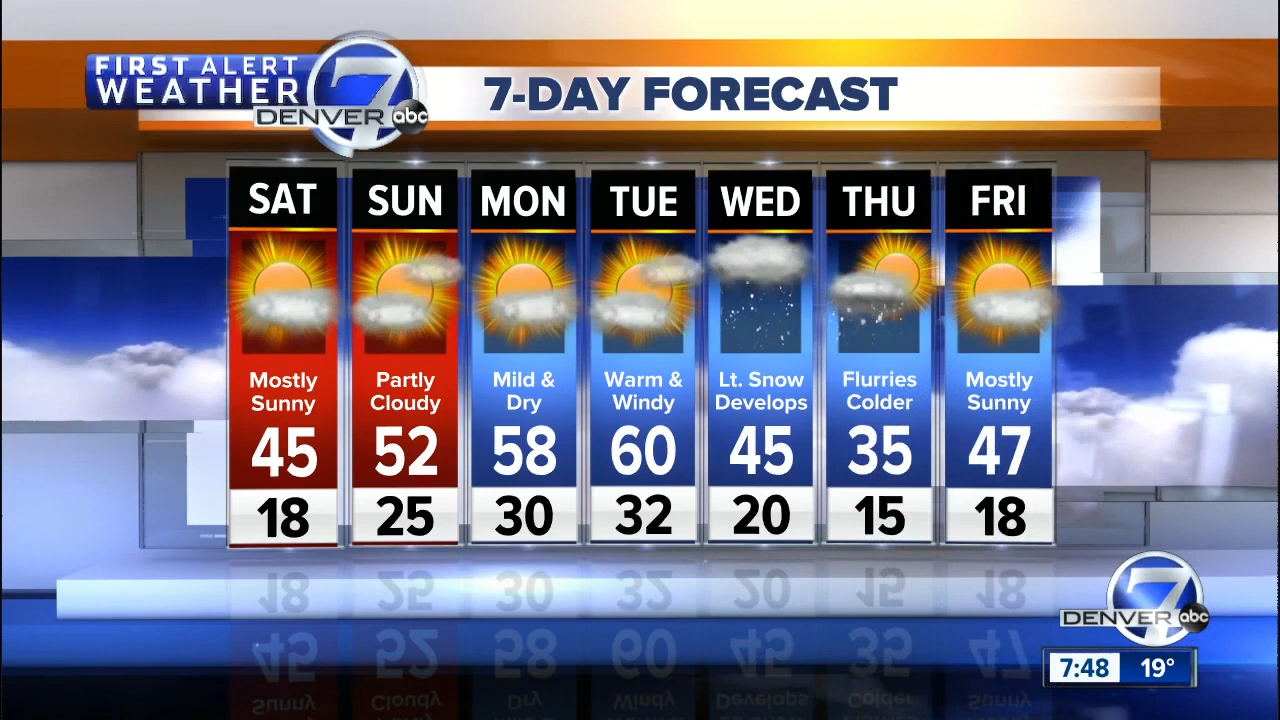 FIRST ALERT
WEATHER
7
DENVER abc
7-DAY FORECAST
SAT SUN MON TUE WED THU FRI
Mostly Partly Mild & Warm & Lt. Snow Flurries Mostly
Sunny Cloudy Dry Windy Develops Colder Sunny
45 52 58 60 45 35 47
18 25 30 32 20 15 18
7
DENVER abc
7:48 19°